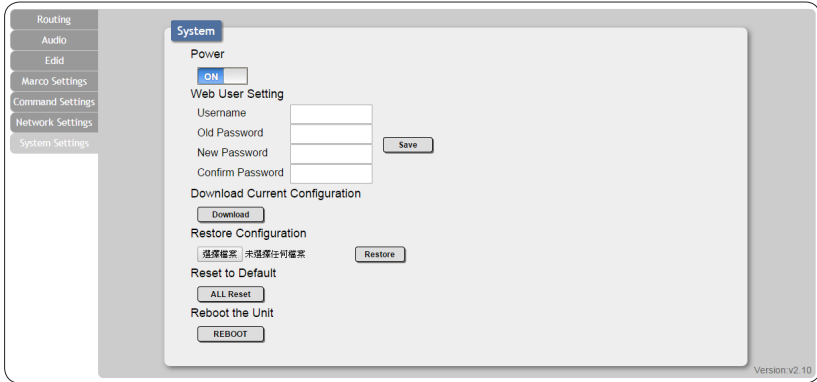 Routing
Audio
Edid
Marco Settings
Command Settings
Network Settings
System Settings
System
Power
ON
Web User Setting
Username
Old Password
New Password
Save
Confirm Password
Download Current Configuration
Download
Restore Configuration
選擇檔案 未選擇任何檔案 Restore
Reset to Default
ALL Reset
Reboot the Unit
REBOOT
Version:v2.10